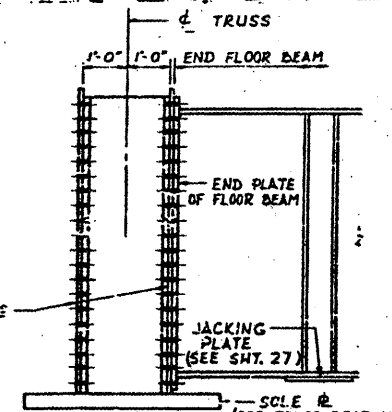 ℄ TRUSS
1'-0" 1'-0" END FLOOR BEAM
END PLATE
OF FLOOR BEAM
E
JACKING
PLATE
(SEE SHT. 27)
SOLE ⅊